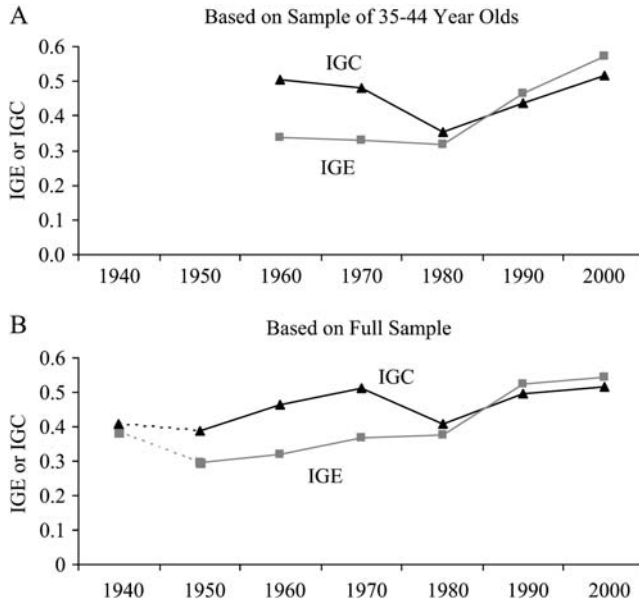 A
Based on Sample of 35-44 Year Olds
IGE or IGC
0.6
0.5
0.4
0.3
0.2
0.1
0.0
IGC
IGE
1940 1950 1960 1970 1980 1990 2000
B
Based on Full Sample
IGE or IGC
0.6
0.5
0.4
0.3
0.2
0.1
0
IGC
IGE
1940 1950 1960 1970 1980 1990 2000